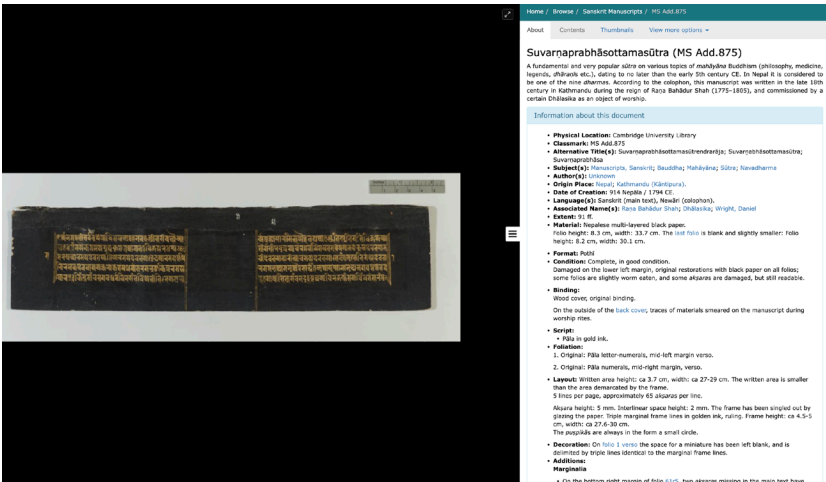 Home / Browse / Sanskrit Manuscripts / MS Add.875
About Contents Thumbnails View more options
Suvarṇaprabhāsottamasūtra (MS Add.875)
A fundamental and very popular sūtra on various topics of mahāyāna Buddhism (philosophy, medicine,
legends, dhāraṇīs etc.), dating to no later than the early 5th century CE. In Nepal it is considered to
be one of the nine dharmas. According to the colophon, this manuscript was written in the late 18th
century in Kathmandu during the reign of Raṇa Bahādur Shah (1775–1805), and commissioned by a
certain Dhālasika as an object of worship.
Information about this document
• Physical Location: Cambridge University Library
• Classmark: MS Add.875
• Alternative Title(s): Suvarṇaprabhāsottamasūtrendrarāja; Suvarṇabhāsottamasūtra;
Suvarṇaprabhāsa
• Subject(s): Manuscripts, Sanskrit; Bauddha; Mahāyāna; Sūtra; Navadharma
• Author(s): Unknown
• Origin Place: Nepal; Kathmandu (Kāntipura).
• Date of Creation: 914 Nepāla / 1794 CE.
• Language(s): Sanskrit (main text), Newārī (colophon).
• Associated Name(s): Raṇa Bahādur Shah; Dhālasika; Wright, Daniel
• Extent: 91 ff.
• Material: Nepalese multi-layered black paper.
Folio height: 8.3 cm, width: 33.7 cm. The last folio is blank and slightly smaller: Folio
height: 8.2 cm, width: 30.1 cm.
• Format: Pothi
• Condition: Complete, in good condition.
Damaged on the lower left margin, original restorations with black paper on all folios;
some folios are slightly worm eaten, and some akṣaras are damaged, but still readable.
• Binding:
Wood cover, original binding.
On the outside of the back cover, traces of materials smeared on the manuscript during
worship rites.
• Script:
• Pāla in gold ink.
• Foliation:
1. Original: Pāla letter-numerals, mid-left margin verso.
2. Original: Pāla numerals, mid-right margin, verso.
• Layout: Written area height: ca 3.7 cm, width: ca 27-29 cm. The written area is smaller
than the area demarcated by the frame.
5 lines per page, approximately 65 akṣaras per line.
Akṣara height: 5 mm. Interlinear space height: 2 mm. The frame has been singled out by
glazing the paper. Triple marginal frame lines in golden ink, ruling. Frame height: ca 4.5-5
cm, width: ca 27.6-30 cm.
The puṣpikās are always in the form a small circle.
• Decoration: On folio 1 verso the space for a miniature has been left blank, and is
delimited by triple lines identical to the marginal frame lines.
• Additions:
Marginalia
• On the bottom right margin of folio 61r5, two akṣaras missing in the main text have